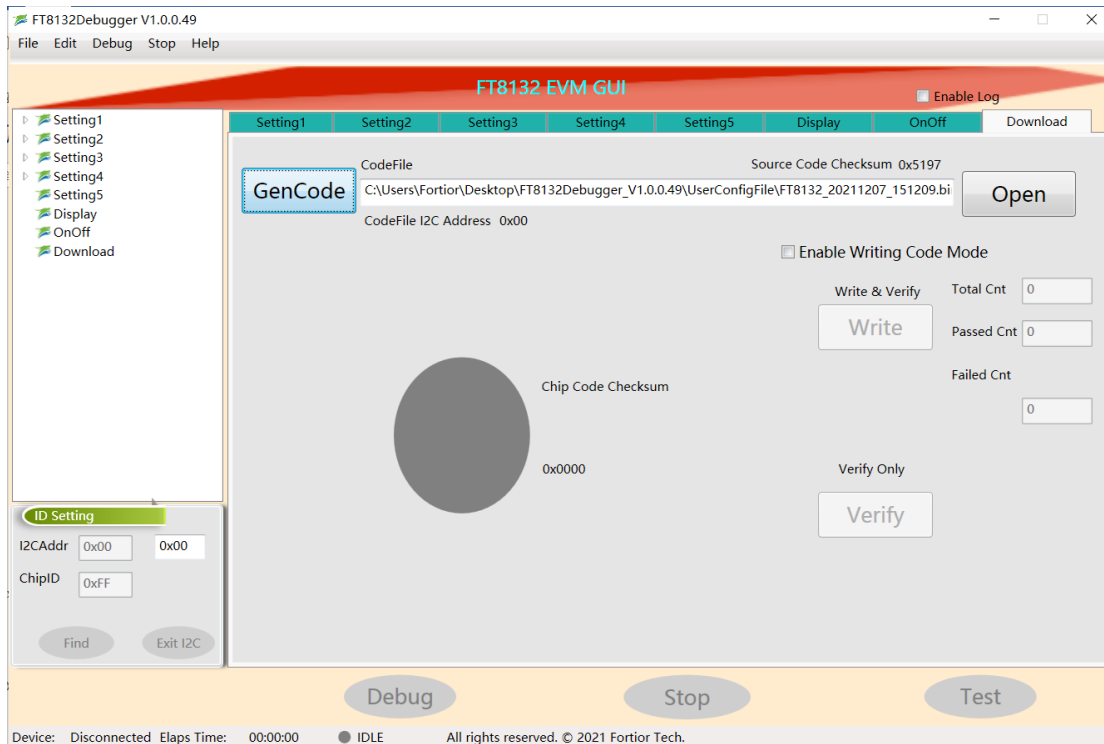 FT8132Debugger V1.0.0.49
File Edit Debug Stop Help
FT8132 EVM GUI
Enable Log
Setting1
Setting2
Setting3
Setting4
Setting5
Display
OnOff
Download
Setting1 Setting2 Setting3 Setting4 Setting5 Display OnOff Download
CodeFile Source Code Checksum 0x5197
GenCode C:\Users\Fortior\Desktop\FT8132Debugger_V1.0.0.49\UserConfigFile\FT8132_20211207_151209.bi Open
CodeFile I2C Address 0x00
Enable Writing Code Mode
Write & Verify Total Cnt 0
Write Passed Cnt 0
Failed Cnt
0
Chip Code Checksum
0x0000 Verify Only
Verify
ID Setting
I2CAddr 0x00 0x00
ChipID 0xFF
Find Exit I2C
Debug Stop Test
Device: Disconnected Elaps Time: 00:00:00 IDLE All rights reserved. © 2021 Fortior Tech.